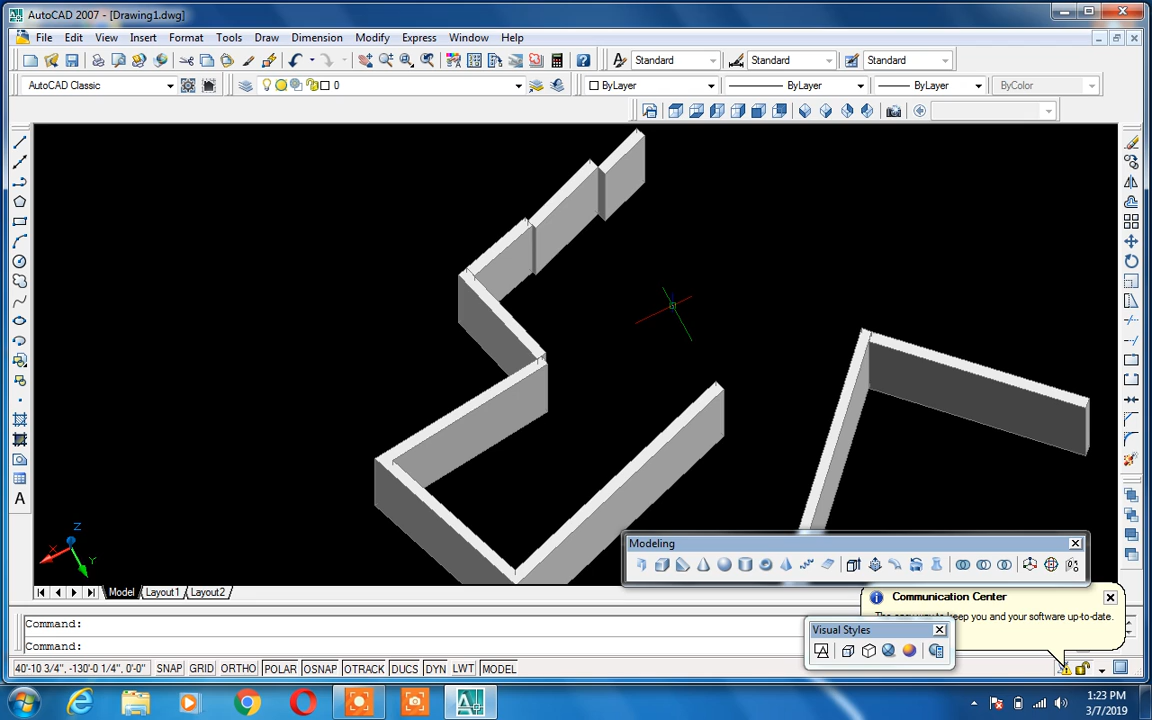 AutoCAD 2007 - [Drawing1.dwg]
File Edit View Insert Format Tools Draw Dimension Modify Express Window Help
Standard Standard Standard
AutoCAD Classic 0 ByLayer ByLayer ByLayer ByColor
A
Z
X
Y
Modeling
Model Layout1 Layout2
Communication Center
keep you and your software up-to-date.
Command:
Visual Styles
Command:
40'-10 3/4", -130'-0 1/4", 0'-0" SNAP GRID ORTHO POLAR OSNAP OTRACK DUCS DYN LWT MODEL
1:23 PM
3/7/2019